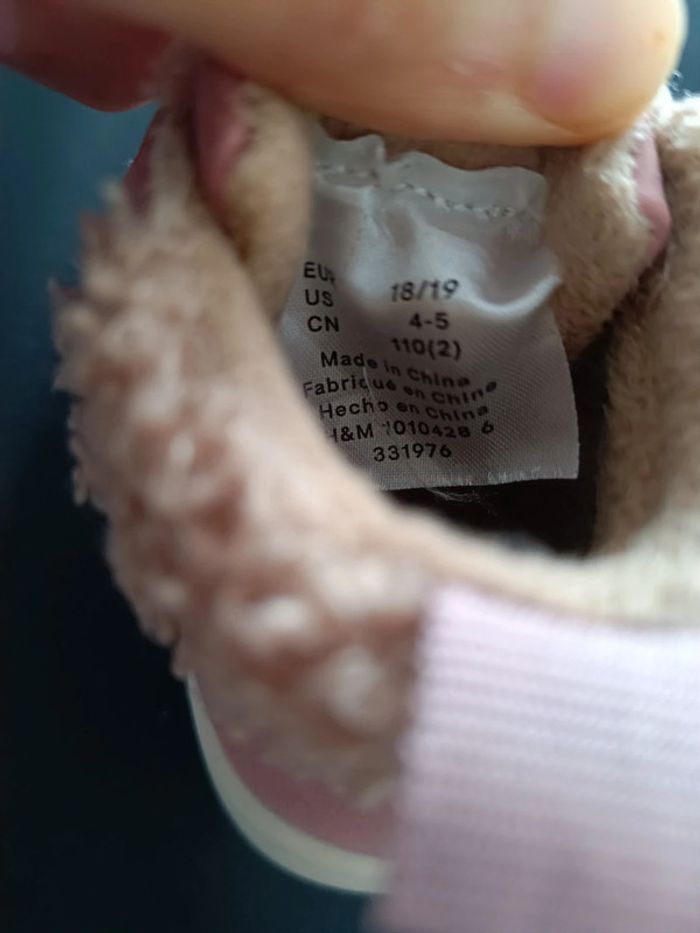 EUR 18/19
US 4-5
CN 110(2)
Made in China
Fabriqué en Chine
Hecho en China
H&M 1010428 6
331976